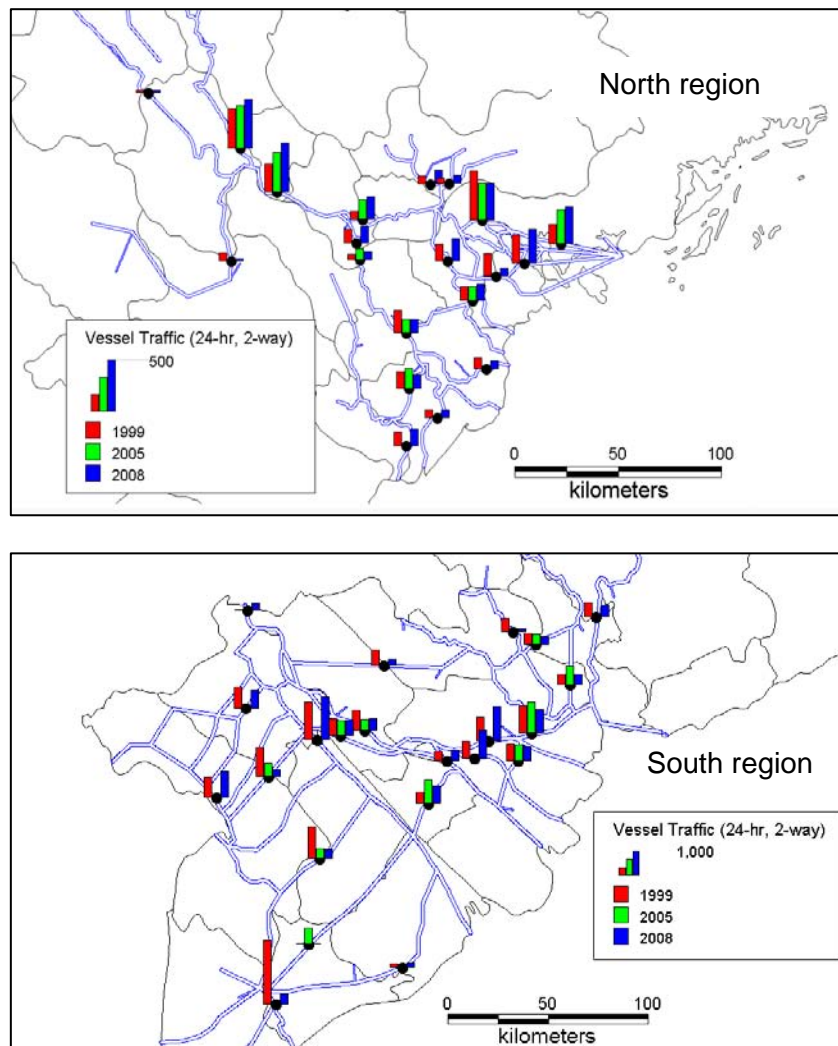 North region
Vessel Traffic (24-hr, 2-way)
500
1999
2005
2008
0 50 100
kilometers
South region
Vessel Traffic (24-hr, 2-way)
1,000
1999
2005
2008
0 50 100
kilometers